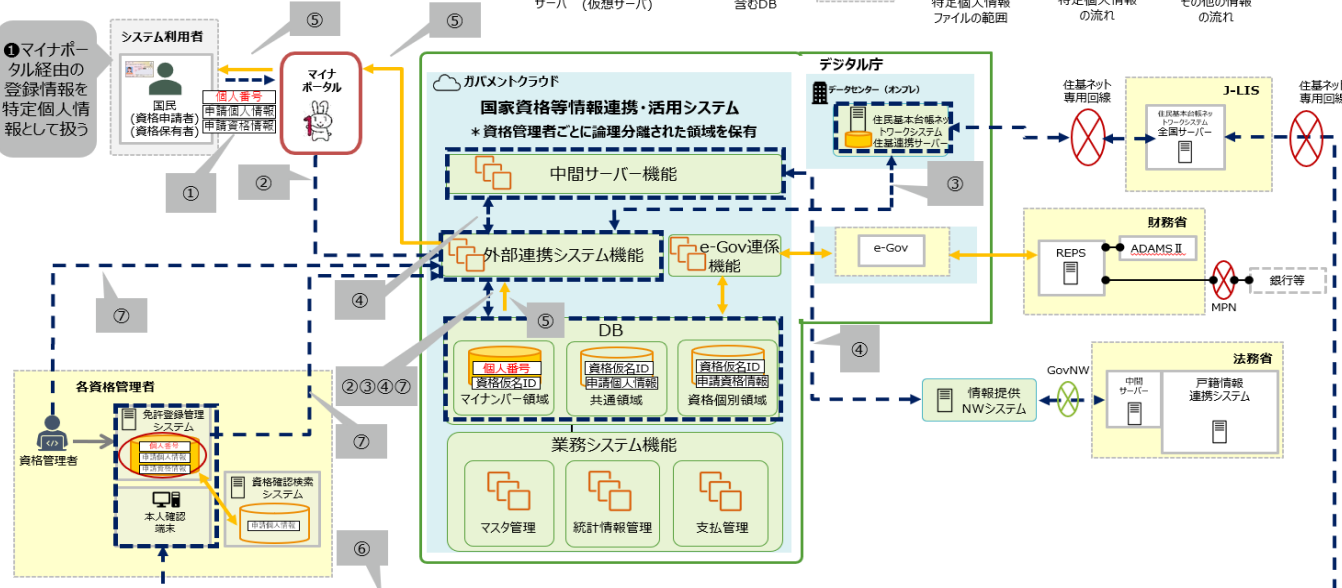 サーバ
(仮想サーバ)
含むDB
特定個人情報
ファイルの範囲
特定個人情報
の流れ
その他の情報
の流れ
❶マイナポー
タル経由の
登録情報を
特定個人情
報として扱う
システム利用者
国民
(資格申請者)
(資格保有者)
個人番号
申請個人情報
申請資格情報
①
⑤
マイナ
ポータル
⑤
②
デジタル庁
ガバメントクラウド
国家資格等情報連携・活用システム
＊資格管理者ごとに論理分離された領域を保有
中間サーバー機能
データセンター（オンプレ）
住民基本台帳ネッ
トワークシステム
住基連携サーバー
③
住基ネット
専用回線
J-LIS
住民基本台帳ネッ
トワークシステム
全国サーバー
住基ネット
専用回線
④
外部連携システム機能
e-Gov連係
機能
e-Gov
財務省
REPS
ADAMSⅡ
MPN
銀行等
⑤
②③④⑦
DB
個人番号
資格仮名ID
マイナンバー領域
資格仮名ID
申請個人情報
共通領域
資格仮名ID
申請資格情報
資格個別領域
④
情報提供
NWシステム
GovNW
法務省
中間
サーバー
戸籍情報
連携システム
業務システム機能
マスタ管理
統計情報管理
支払管理
⑦
⑦
各資格管理者
資格管理者
免許登録管理
システム
個人番号
申請個人情報
申請資格情報
本人確認
端末
資格確認検索
システム
申請個人情報
⑥